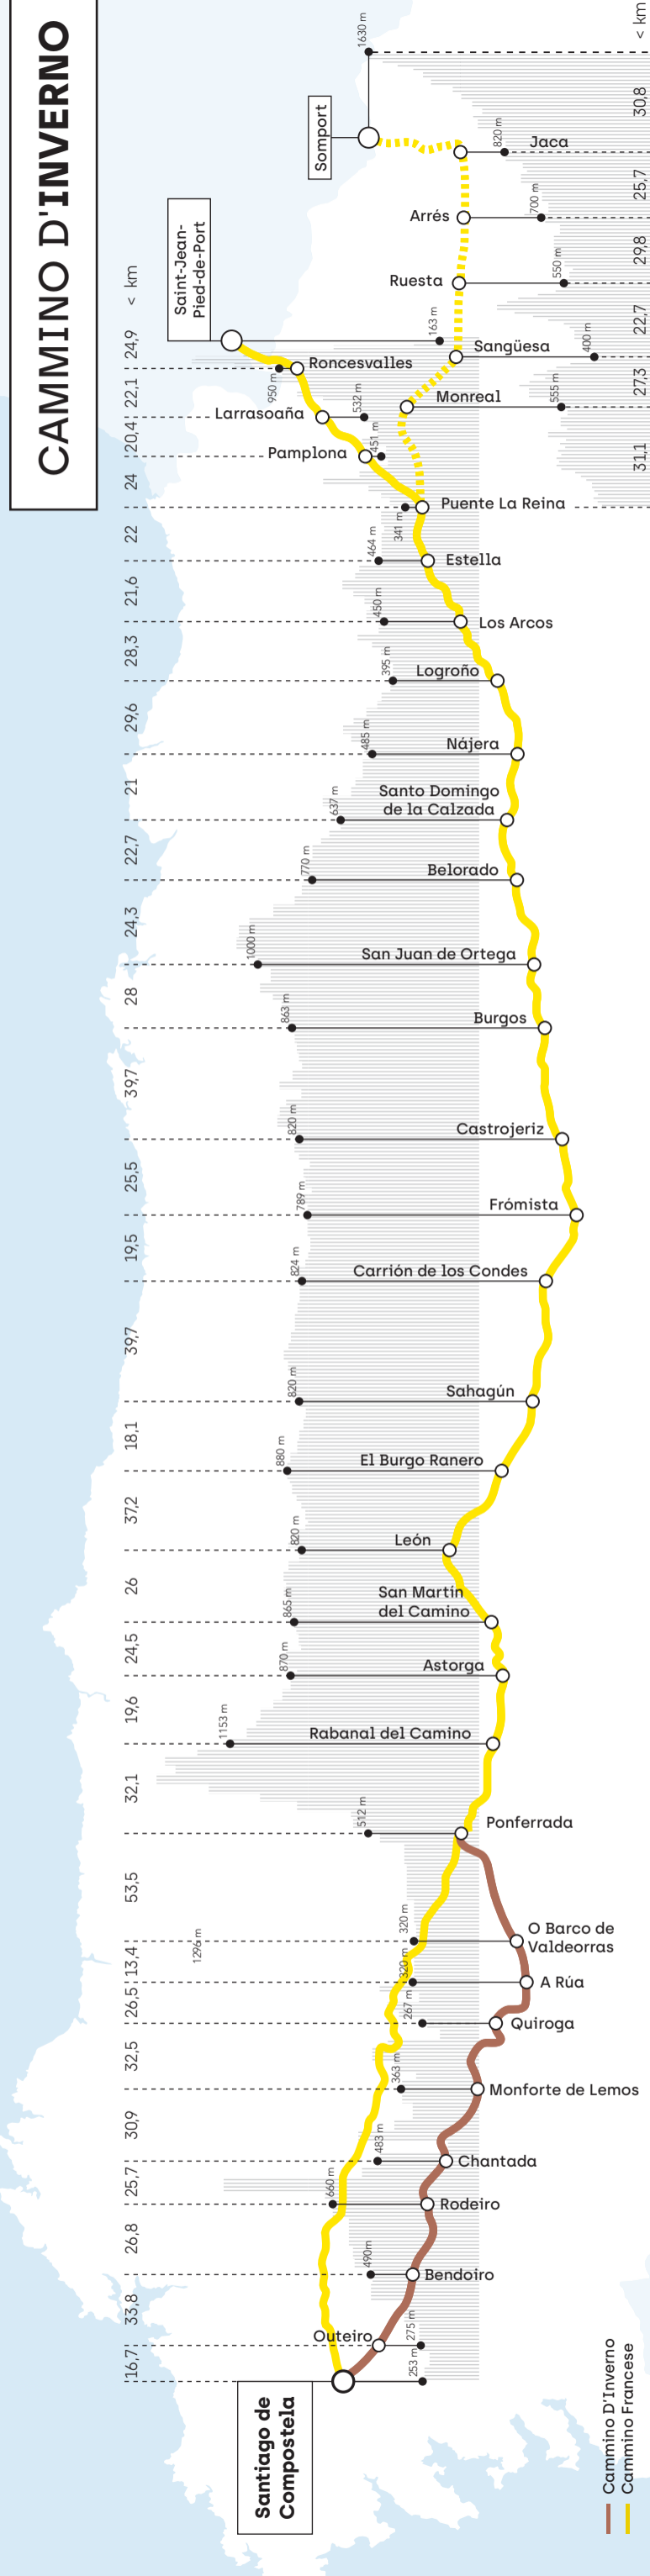 CAMMINO D'INVERNO
1630 m
< km
30,8
Somport
820 m
Jaca
25,7
Arrés
700 m
29,8
Saint-Jean-
Pied-de-Port
< km
Ruesta
550 m
22,7
163 m
Sangüesa
400 m
24,9
Roncesvalles
950 m
27,3
22,1
532 m
Monreal
555 m
Larrasoaña
20,4
451 m
Pamplona
31,1
24
341 m
Puente La Reina
22
464 m
Estella
21,6
450 m
Los Arcos
28,3
395 m
Logroño
29,6
485 m
Nájera
21
637 m
Santo Domingo
de la Calzada
22,7
770 m
Belorado
24,3
1000 m
San Juan de Ortega
28
863 m
Burgos
39,7
820 m
Castrojeriz
25,5
789 m
Frómista
19,5
824 m
Carrión de los Condes
39,7
820 m
Sahagún
18,1
880 m
El Burgo Ranero
37,2
820 m
León
26
865 m
San Martín
del Camino
24,5
870 m
Astorga
19,6
1153 m
Rabanal del Camino
32,1
512 m
Ponferrada
53,5
320 m
O Barco de
Valdeorras
1296 m
13,4
320 m
A Rúa
26,5
267 m
Quiroga
32,5
363 m
Monforte de Lemos
30,9
483 m
Chantada
25,7
660 m
Rodeiro
26,8
490m
Bendoiro
33,8
Outeiro
275 m
16,7
253 m
Santiago de
Compostela
Cammino D'Inverno
Cammino Francese